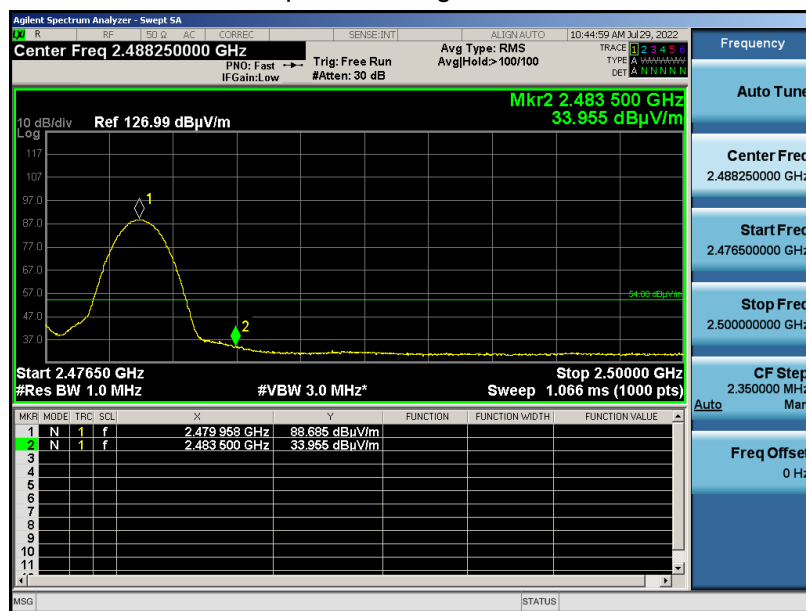 Agilent Spectrum Analyzer - Swept SA
LXI R RF 50 Ω AC CORREC SENSE:INT ALIGN AUTO 10:44:59 AM Jul 29, 2022
Center Freq 2.488250000 GHz
PNO: Fast
IFGain:Low
Trig: Free Run
#Atten: 30 dB
Avg Type: RMS
Avg|Hold:>100/100
TRACE 1 2 3 4 5 6
TYPE A WWWWW
DET A N N N N N
Mkr2 2.483 500 GHz
33.955 dBµV/m
10 dB/div Ref 126.99 dBµV/m
Log
117
107
97.0
87.0
77.0
67.0
57.0
47.0
37.0
1
2
54.00 dBµV/m
Start 2.47650 GHz Stop 2.50000 GHz
#Res BW 1.0 MHz #VBW 3.0 MHz* Sweep 1.066 ms (1000 pts)
MKR MODE TRC SCL X Y FUNCTION FUNCTION WIDTH FUNCTION VALUE
1 N 1 f 2.479 958 GHz 88.685 dBµV/m
2 N 1 f 2.483 500 GHz 33.955 dBµV/m
3
4
5
6
7
8
9
10
11
MSG STATUS
Frequency
Auto Tune
Center Freq
2.488250000 GHz
Start Freq
2.476500000 GHz
Stop Freq
2.500000000 GHz
CF Step
2.350000 MHz
Auto Man
Freq Offset
0 Hz